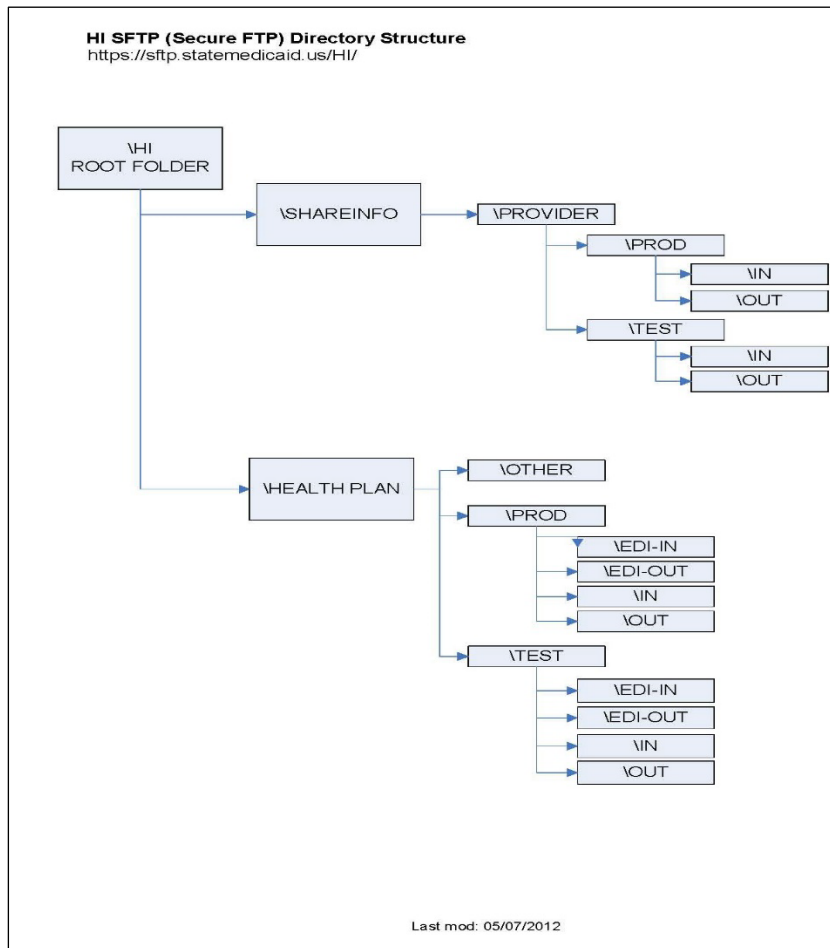 HI SFTP (Secure FTP) Directory Structure
https://sftp.statemedicaid.us/HI/
\HI
ROOT FOLDER
\SHAREINFO
\PROVIDER
\PROD
\IN
\OUT
\TEST
\IN
\OUT
\HEALTH PLAN
\OTHER
\PROD
\EDI-IN
\EDI-OUT
\IN
\OUT
\TEST
\EDI-IN
\EDI-OUT
\IN
\OUT
Last mod: 05/07/2012